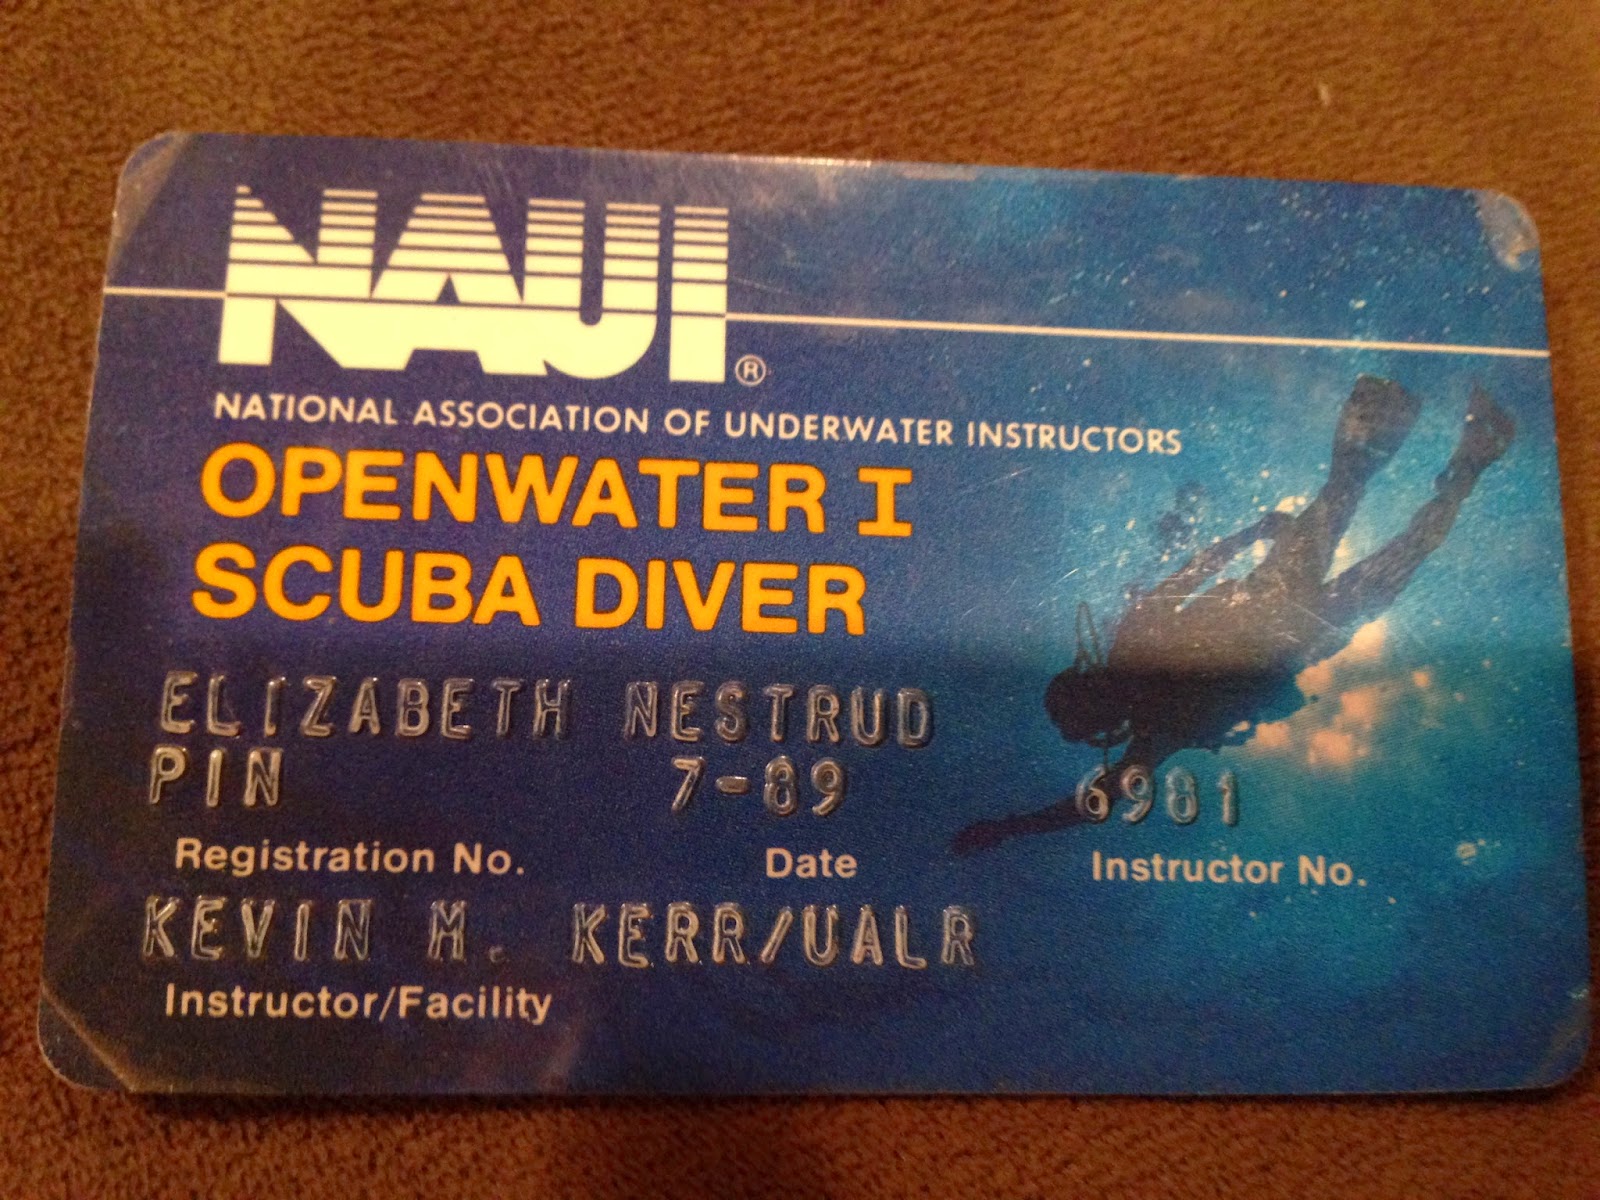 NAUI®
NATIONAL ASSOCIATION OF UNDERWATER INSTRUCTORS
OPENWATER I
SCUBA DIVER
ELIZABETH NESTRUD
PIN 7-89 6981
Registration No. Date Instructor No.
KEVIN M. KERR/UALR
Instructor/Facility